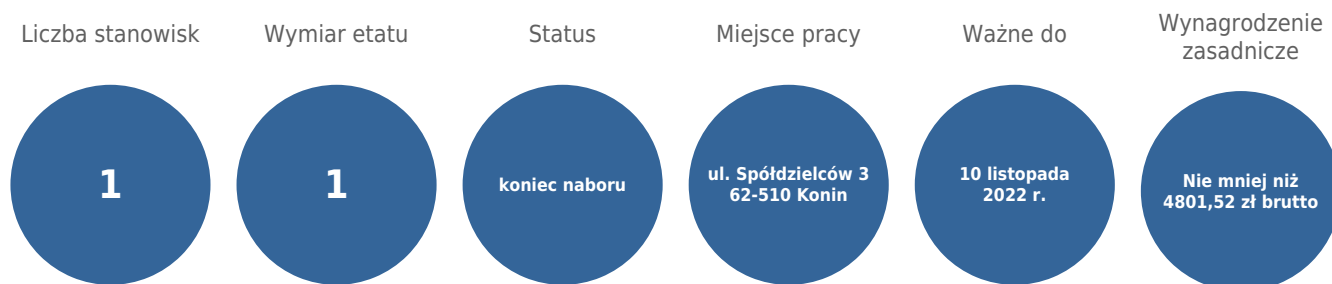 Liczba stanowisk
1
Wymiar etatu
1
Status
koniec naboru
Miejsce pracy
ul. Spółdzielców 3
62-510 Konin
Ważne do
10 listopada
2022 r.
Wynagrodzenie
zasadnicze
Nie mniej niż
4801,52 zł brutto